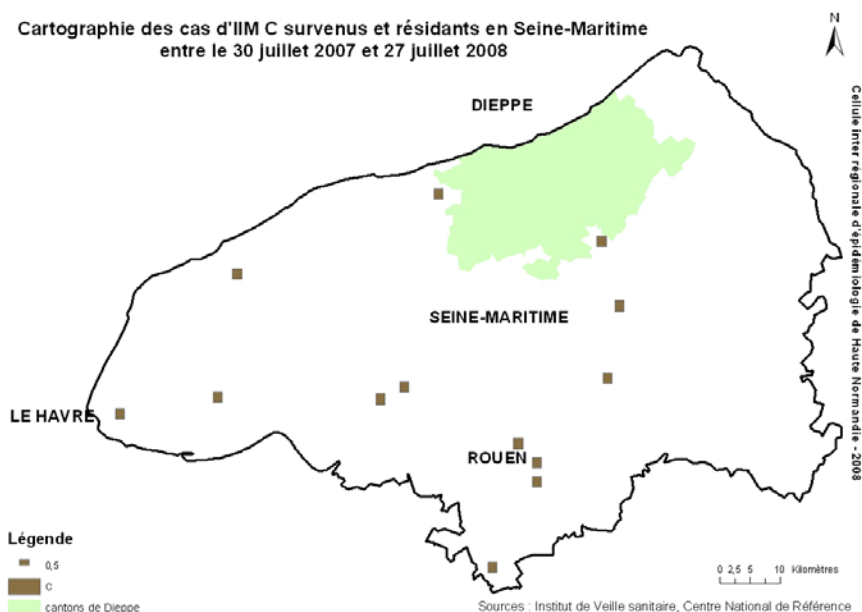 Cartographie des cas d'IIM C survenus et résidants en Seine-Maritime
entre le 30 juillet 2007 et 27 juillet 2008
N
DIEPPE
SEINE-MARITIME
LE HAVRE
ROUEN
Cellule inter régionale d'épidémiologie de Haute Normandie - 2008
Légende
0,5
C
cantons de Dieppe
0 2,5 5 10 Kilomètres
Sources : Institut de Veille sanitaire, Centre National de Référence